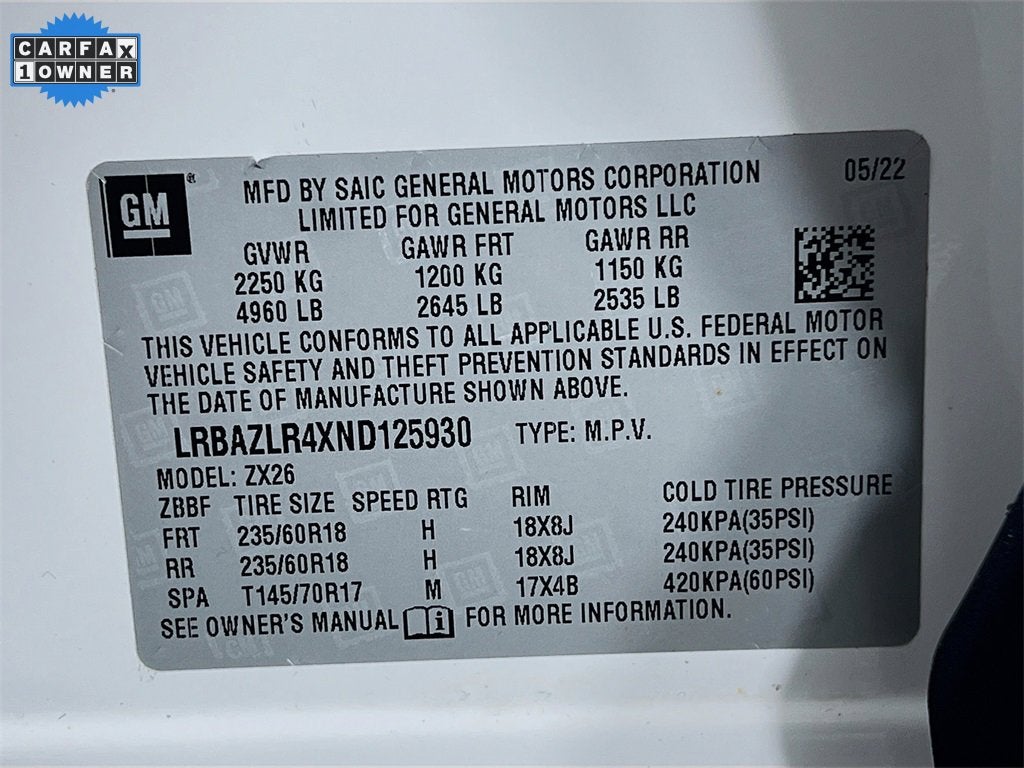 CARFAX
1 OWNER
GM
®
MFD BY SAIC GENERAL MOTORS CORPORATION
05/22
LIMITED FOR GENERAL MOTORS LLC
GVWR GAWR FRT GAWR RR
2250 KG 1200 KG 1150 KG
4960 LB 2645 LB 2535 LB
THIS VEHICLE CONFORMS TO ALL APPLICABLE U.S. FEDERAL MOTOR
VEHICLE SAFETY AND THEFT PREVENTION STANDARDS IN EFFECT ON
THE DATE OF MANUFACTURE SHOWN ABOVE.
LRBAZLR4XND125930 TYPE: M.P.V.
MODEL: ZX26
ZBBF TIRE SIZE SPEED RTG RIM COLD TIRE PRESSURE
FRT 235/60R18 H 18X8J 240KPA(35PSI)
RR 235/60R18 H 18X8J 240KPA(35PSI)
SPA T145/70R17 M 17X4B 420KPA(60PSI)
SEE OWNER'S MANUAL i FOR MORE INFORMATION.